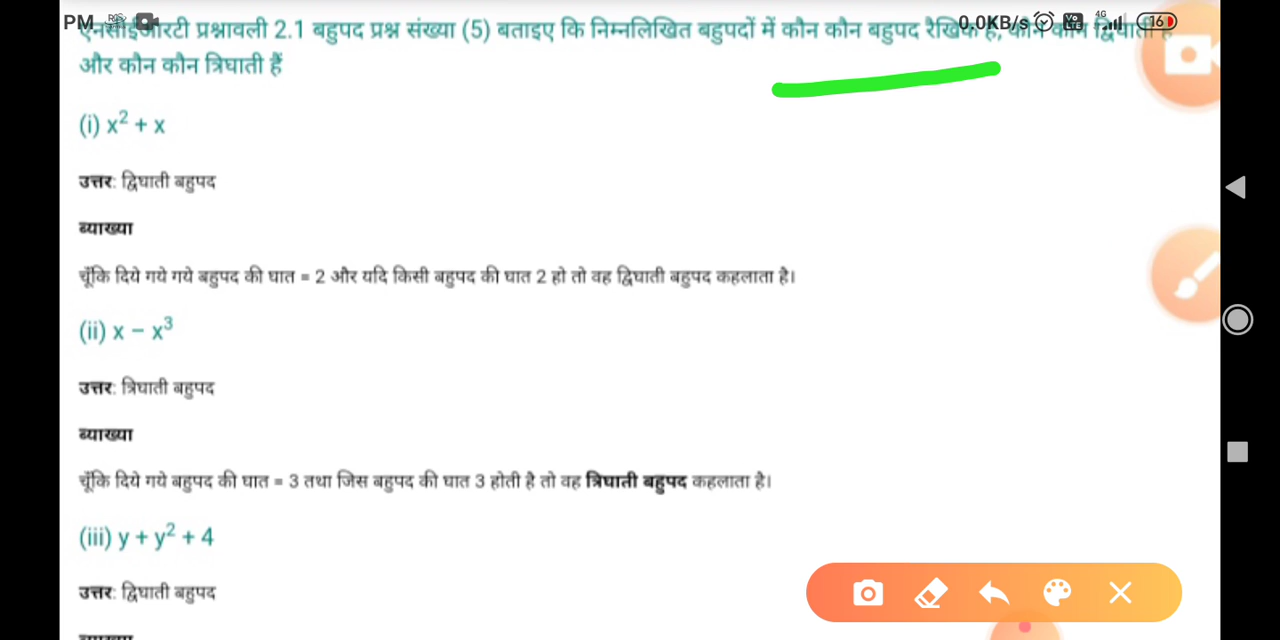 PM
0.0KB/s
4G
16
एनसीईआरटी प्रश्नावली 2.1 बहुपद प्रश्न संख्या (5) बताइए कि निम्नलिखित बहुपदों में कौन कौन बहुपद रैखिक हैं, कौन कौन द्विघाती हैं
और कौन कौन त्रिघाती हैं
(i) x² + x
उत्तर: द्विघाती बहुपद
ब्याख्या
चूँकि दिये गये गये बहुपद की घात = 2 और यदि किसी बहुपद की घात 2 हो तो वह द्विघाती बहुपद कहलाता है।
(ii) x – x³
उत्तर: त्रिघाती बहुपद
ब्याख्या
चूँकि दिये गये बहुपद की घात = 3 तथा जिस बहुपद की घात 3 होती है तो वह त्रिघाती बहुपद कहलाता है।
(iii) y + y² + 4
उत्तर: द्विघाती बहुपद